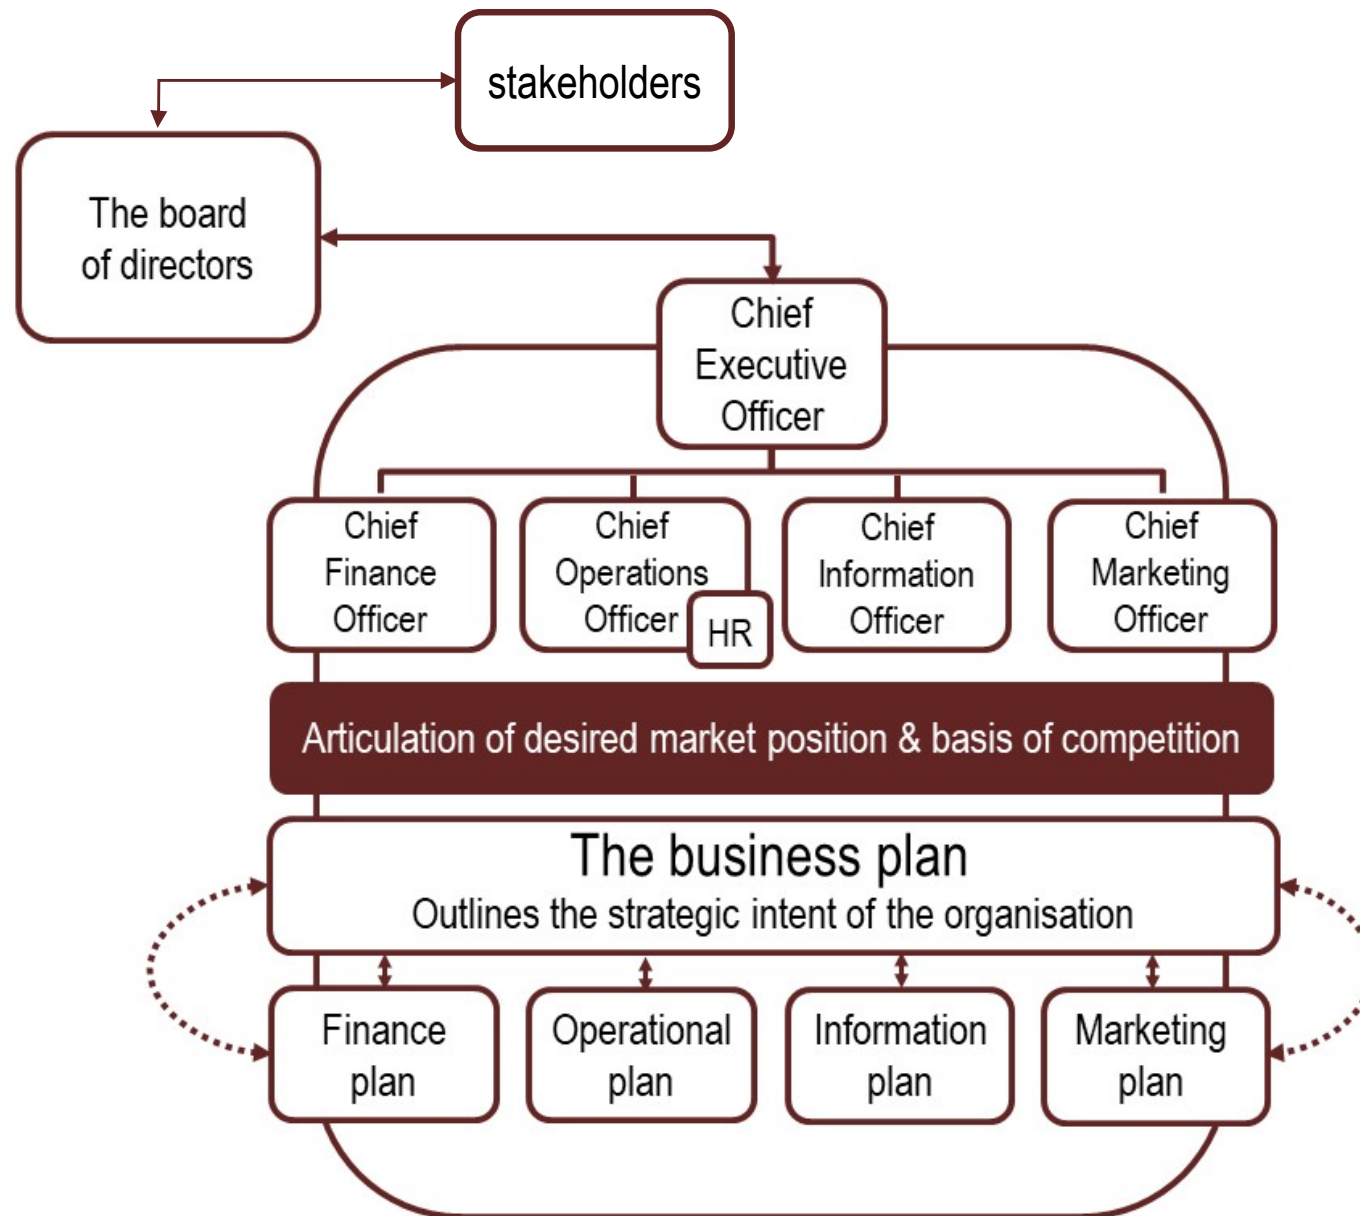 stakeholders
The board
of directors
Chief
Executive
Officer
Chief
Finance
Officer
Chief
Operations
Officer
HR
Chief
Information
Officer
Chief
Marketing
Officer
Articulation of desired market position & basis of competition
The business plan
Outlines the strategic intent of the organisation
Finance
plan
Operational
plan
Information
plan
Marketing
plan